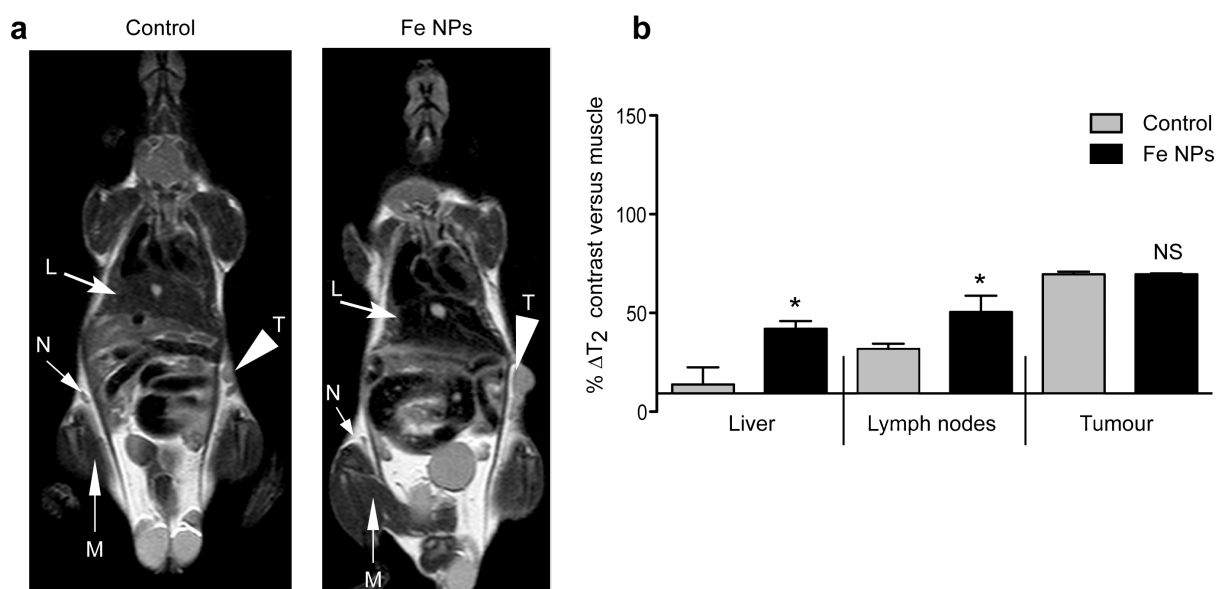 a
Control
Fe NPs
L
T
N
M
L
T
N
M
b
% ΔT2 contrast versus muscle
150
100
50
0
Control
Fe NPs
*
*
NS
Liver
Lymph nodes
Tumour